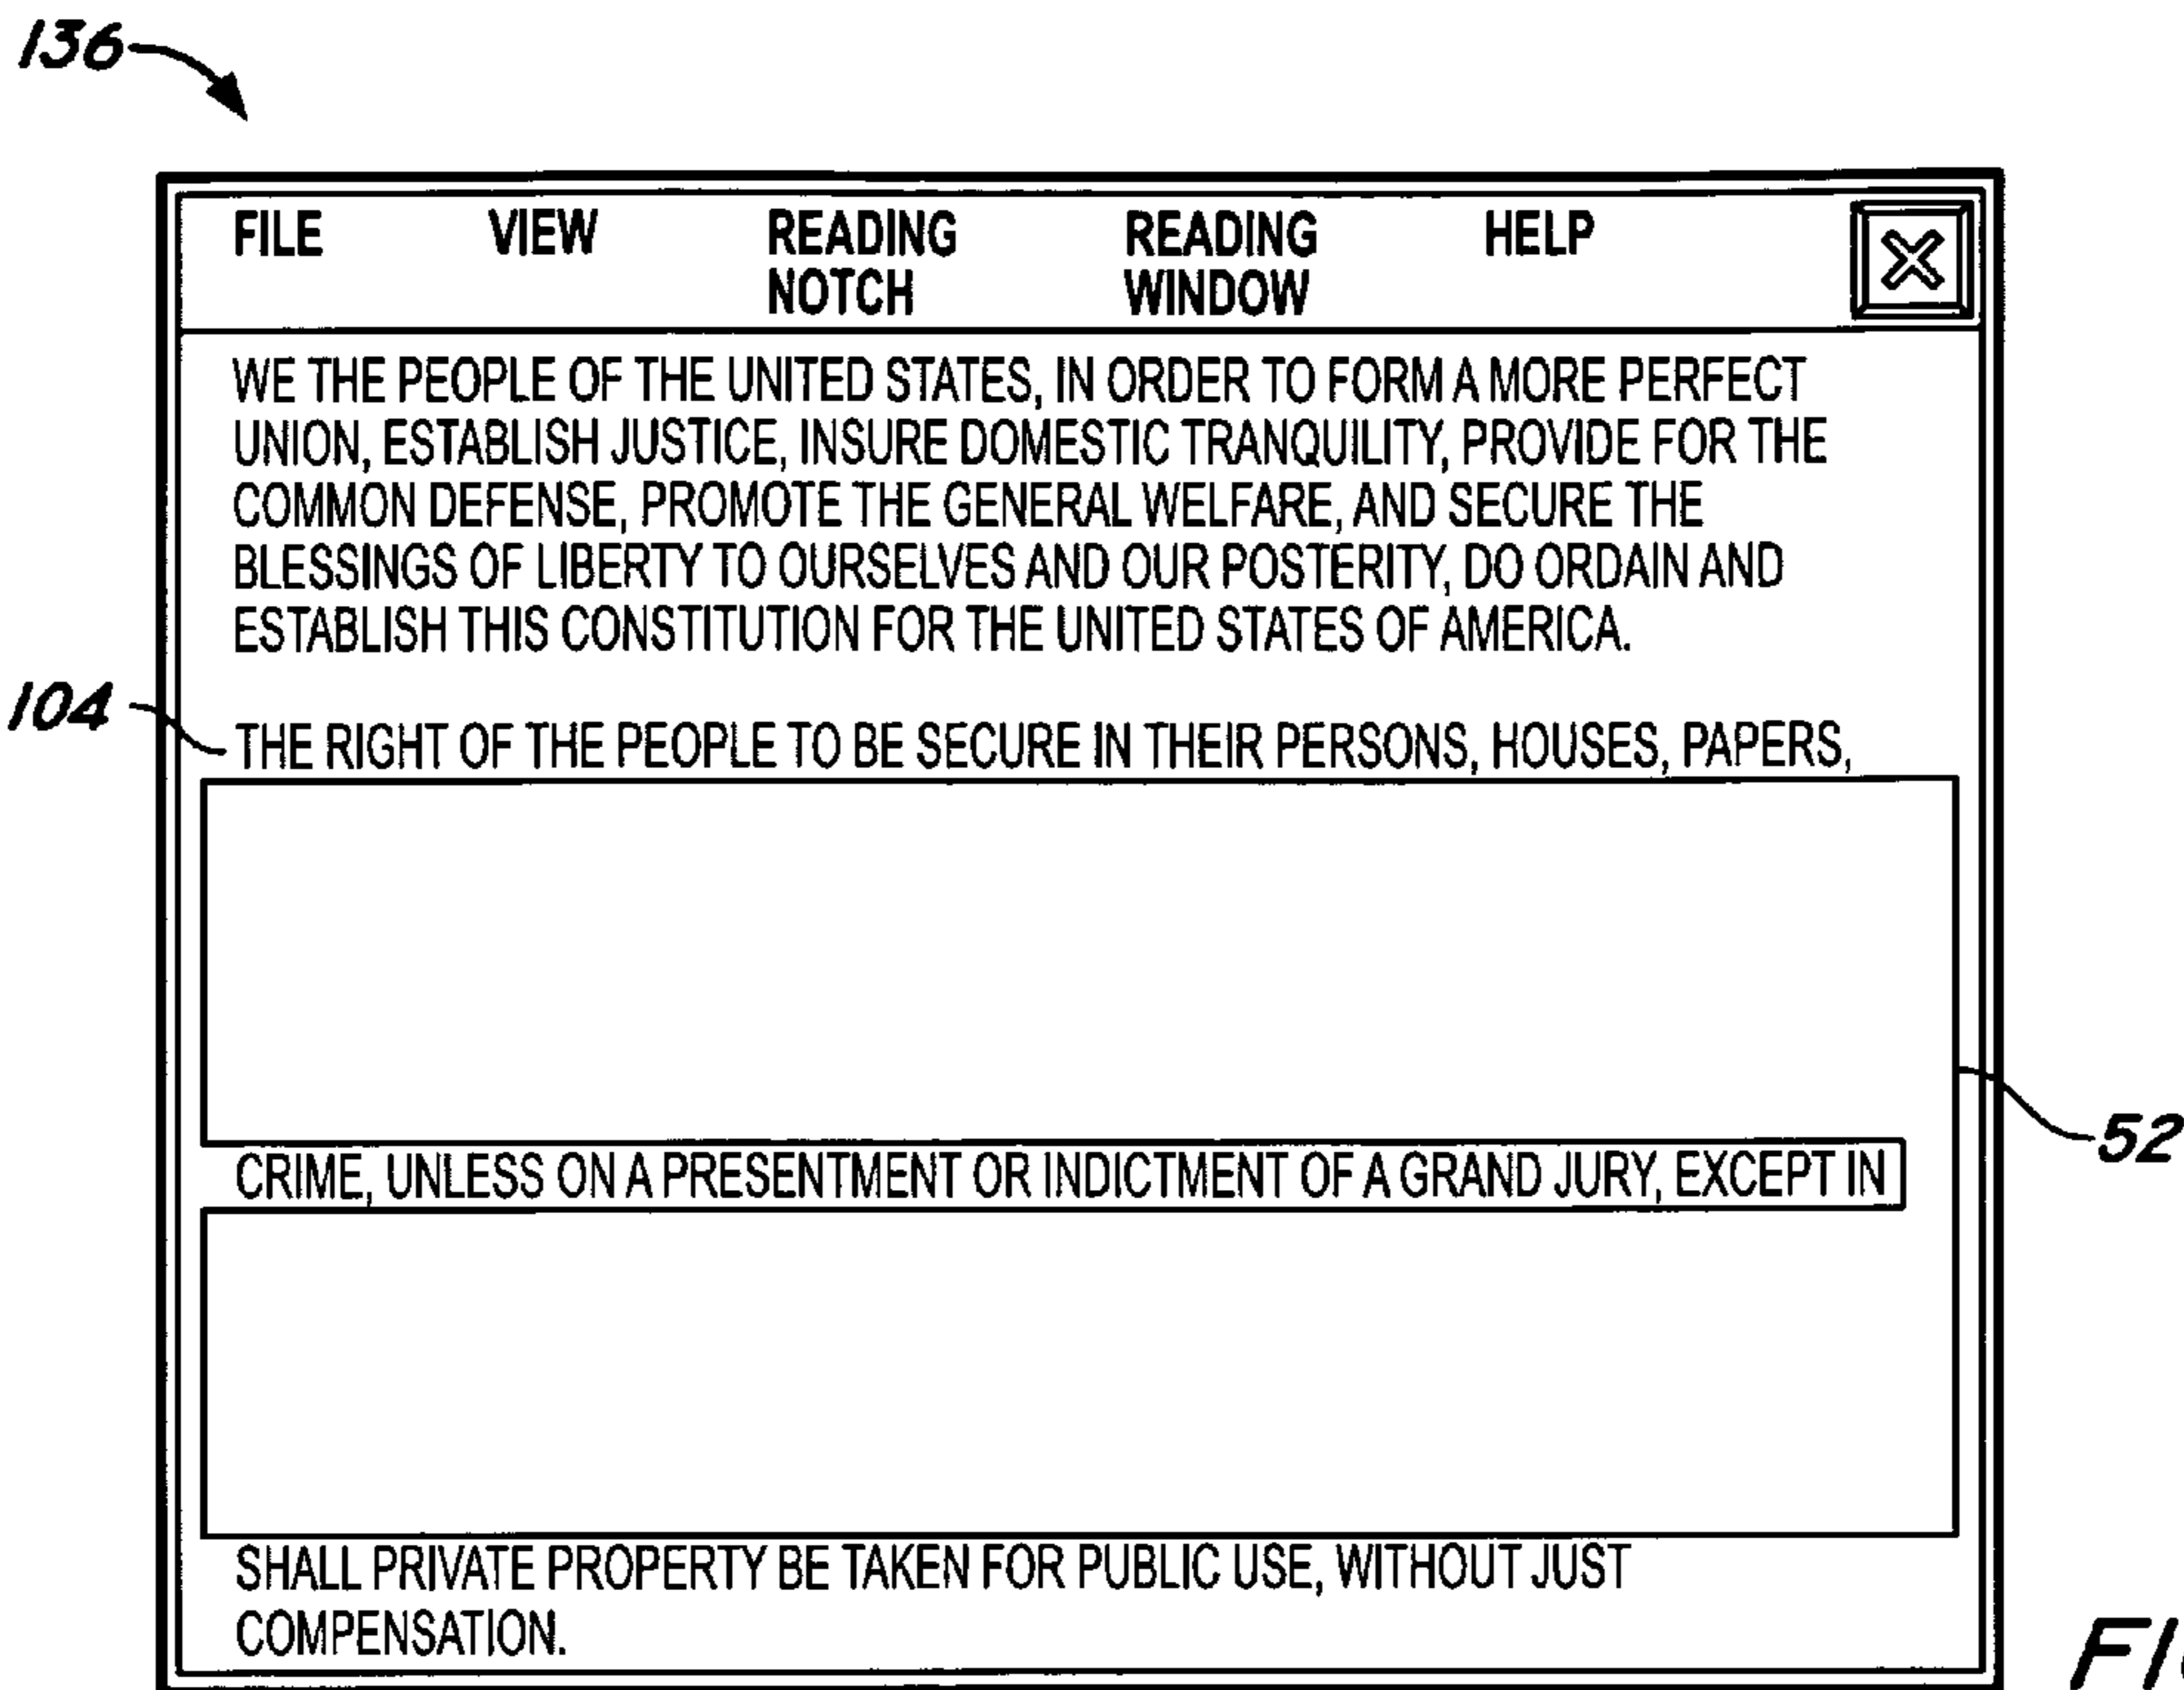 136
FILE VIEW READING NOTCH READING WINDOW HELP
WE THE PEOPLE OF THE UNITED STATES, IN ORDER TO FORM A MORE PERFECT
UNION, ESTABLISH JUSTICE, INSURE DOMESTIC TRANQUILITY, PROVIDE FOR THE
COMMON DEFENSE, PROMOTE THE GENERAL WELFARE, AND SECURE THE
BLESSINGS OF LIBERTY TO OURSELVES AND OUR POSTERITY, DO ORDAIN AND
ESTABLISH THIS CONSTITUTION FOR THE UNITED STATES OF AMERICA.
104
THE RIGHT OF THE PEOPLE TO BE SECURE IN THEIR PERSONS, HOUSES, PAPERS,
52
CRIME, UNLESS ON A PRESENTMENT OR INDICTMENT OF A GRAND JURY, EXCEPT IN
SHALL PRIVATE PROPERTY BE TAKEN FOR PUBLIC USE, WITHOUT JUST
COMPENSATION.